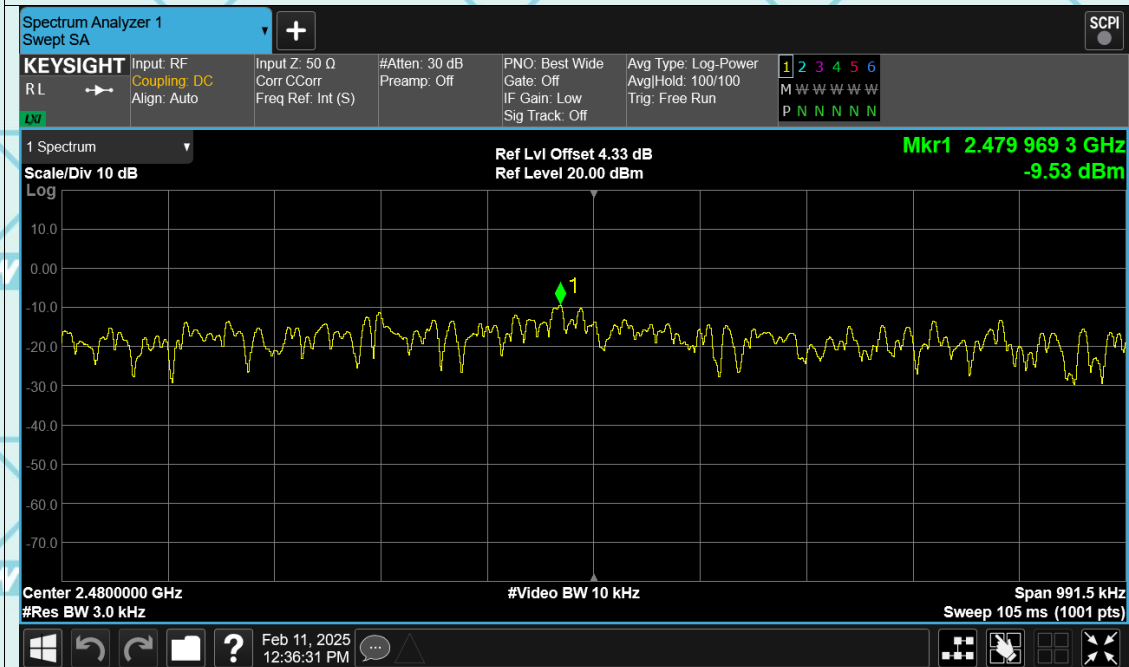 Spectrum Analyzer 1
Swept SA
+
SCPI
KEYSIGHT
RL
LXI
Input: RF
Coupling: DC
Align: Auto
Input Z: 50 Ω
Corr CCorr
Freq Ref: Int (S)
#Atten: 30 dB
Preamp: Off
PNO: Best Wide
Gate: Off
IF Gain: Low
Sig Track: Off
Avg Type: Log-Power
Avg|Hold: 100/100
Trig: Free Run
1 2 3 4 5 6
M W W W W W
P N N N N N
1 Spectrum
Scale/Div 10 dB
Ref Lvl Offset 4.33 dB
Ref Level 20.00 dBm
Mkr1 2.479 969 3 GHz
-9.53 dBm
Log
10.0
0.00
-10.0
-20.0
-30.0
-40.0
-50.0
-60.0
-70.0
1
Center 2.4800000 GHz
#Res BW 3.0 kHz
#Video BW 10 kHz
Span 991.5 kHz
Sweep 105 ms (1001 pts)
?
Feb 11, 2025
12:36:31 PM